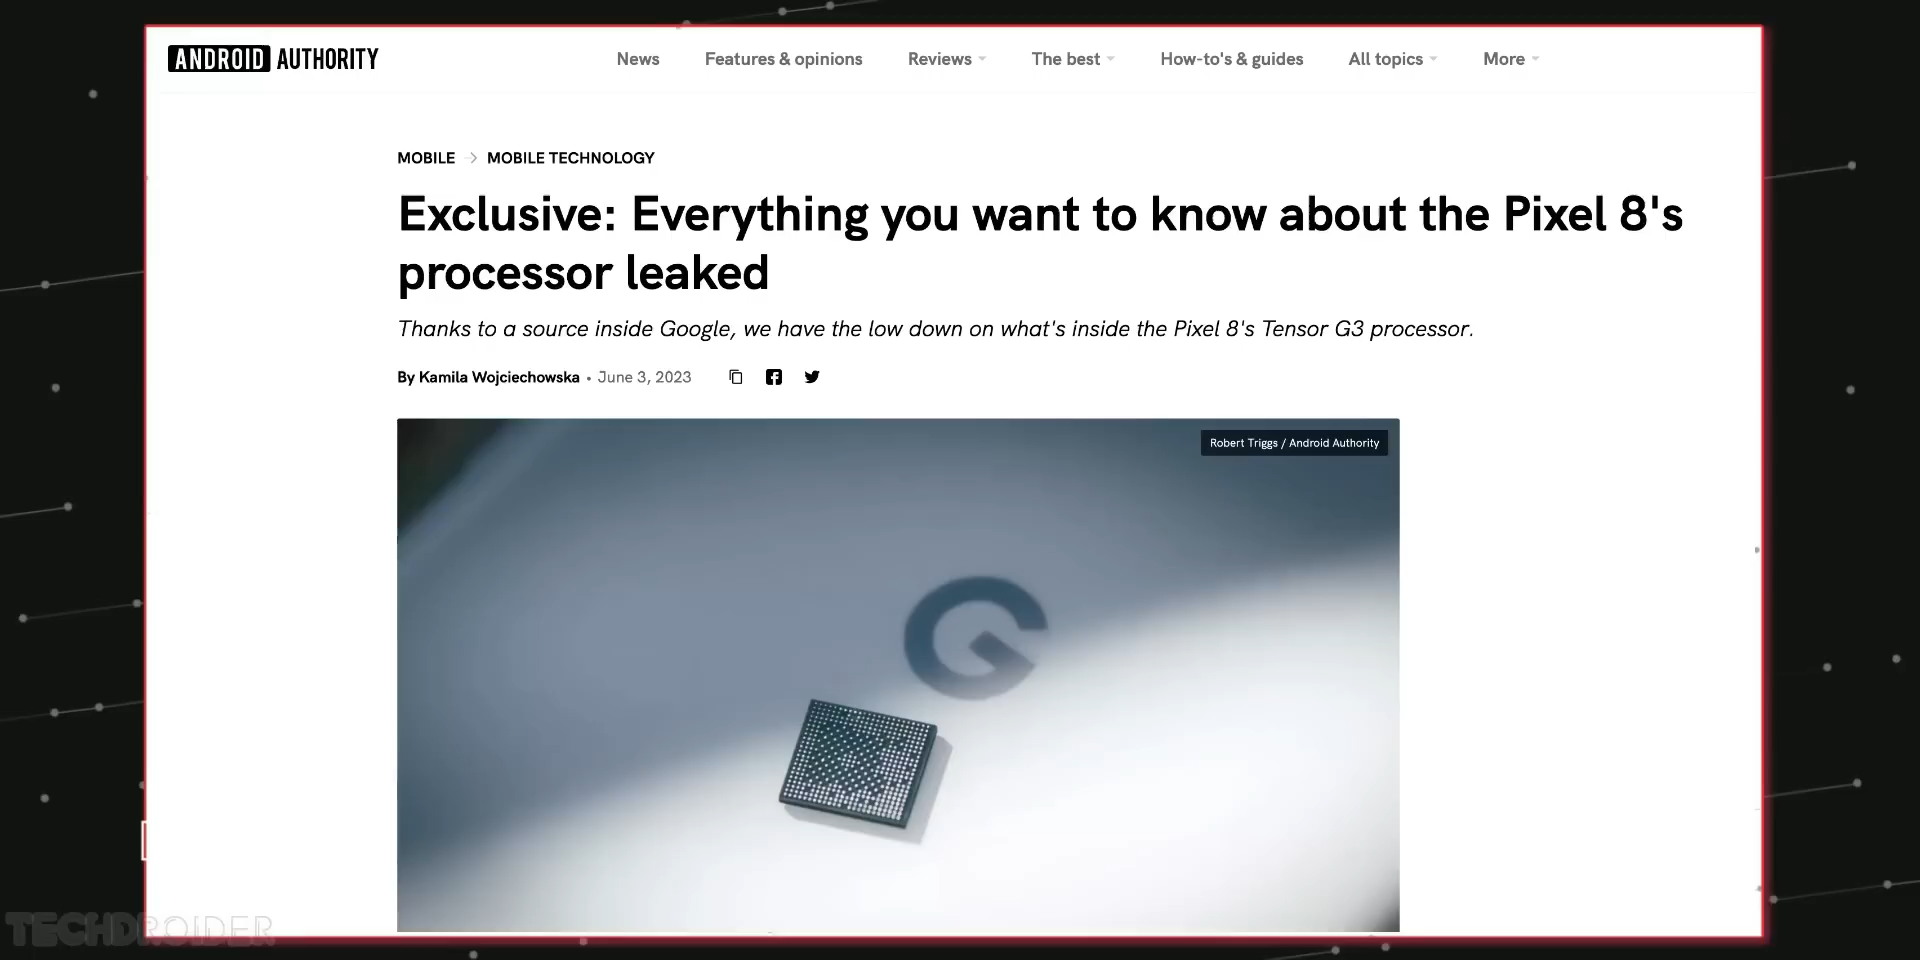 ANDROID AUTHORITY
News Features & opinions Reviews The best How-to's & guides All topics More
MOBILE → MOBILE TECHNOLOGY
Exclusive: Everything you want to know about the Pixel 8's
processor leaked
Thanks to a source inside Google, we have the low down on what's inside the Pixel 8's Tensor G3 processor.
By Kamila Wojciechowska • June 3, 2023
Robert Triggs / Android Authority
G
TECHDROIDER